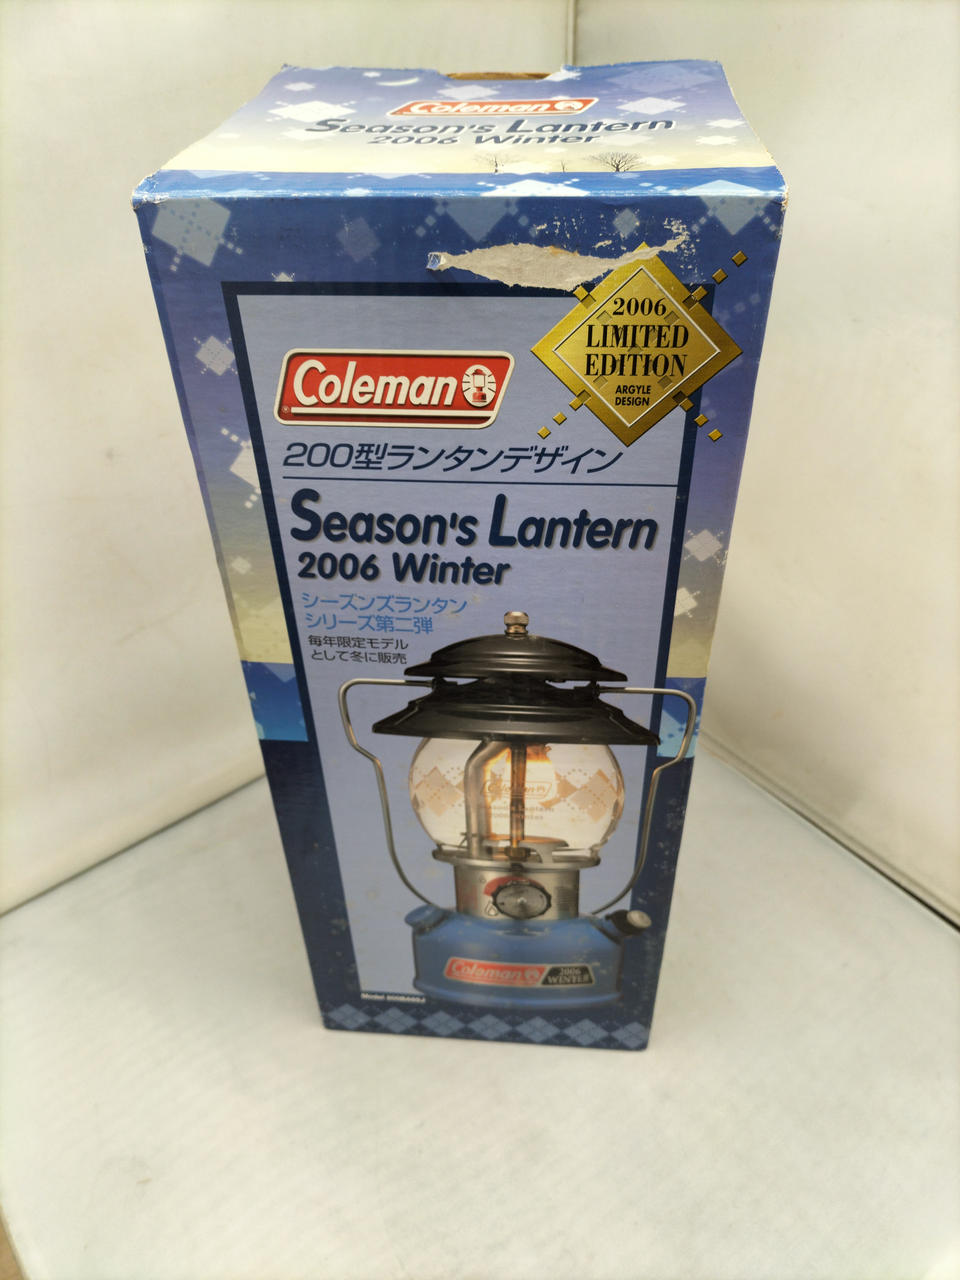 Coleman
Season's Lantern
2006 Winter
2006
LIMITED
EDITION
ARGYLE
DESIGN
Coleman
200型ランタンデザイン
Season's Lantern
2006 Winter
シーズンズランタン
シリーズ第二弾
毎年限定モデル
として冬に販売
Coleman
Coleman
2006
WINTER
Model